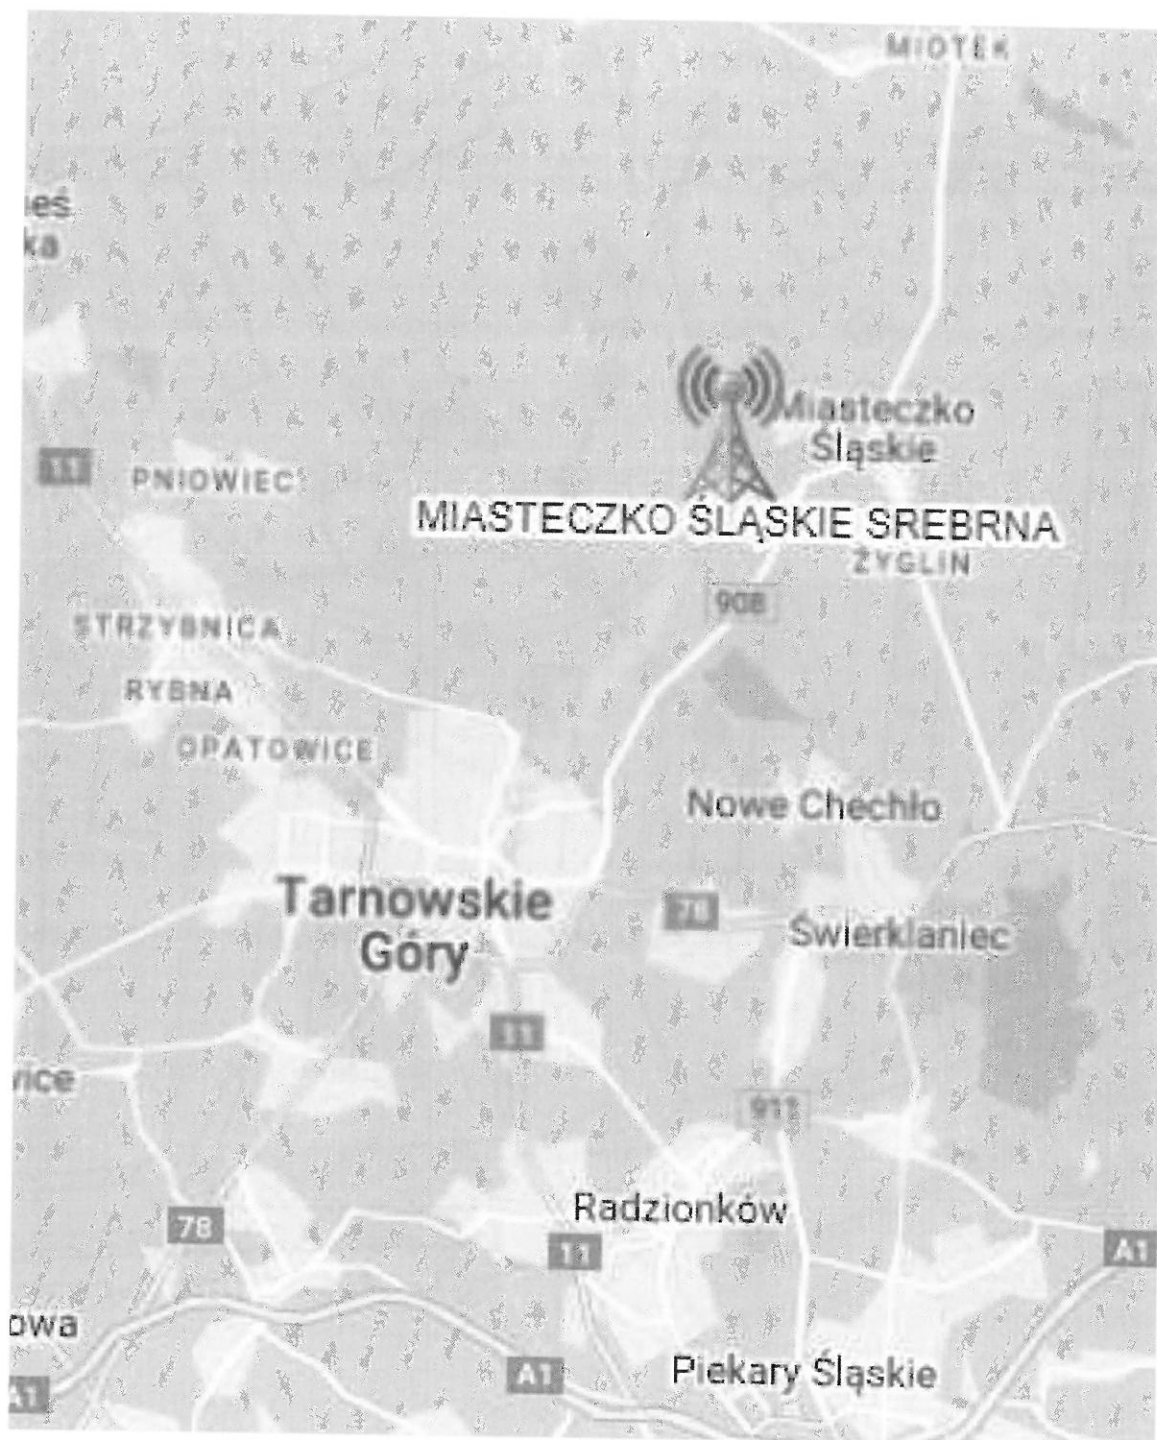 MIOTEK
eś
ka
Miasteczko
Śląskie
11
PNIOWIEC
MIASTECZKO ŚLĄSKIE SREBRNA
ŻYGLIN
908
STRZYBNICA
RYBNA
OPATOWICE
Nowe Chechło
Tarnowskie
Góry
78
Świerklaniec
11
ice
911
Radzionków
78
11
A1
owa
Piekary Śląskie
A1
A1